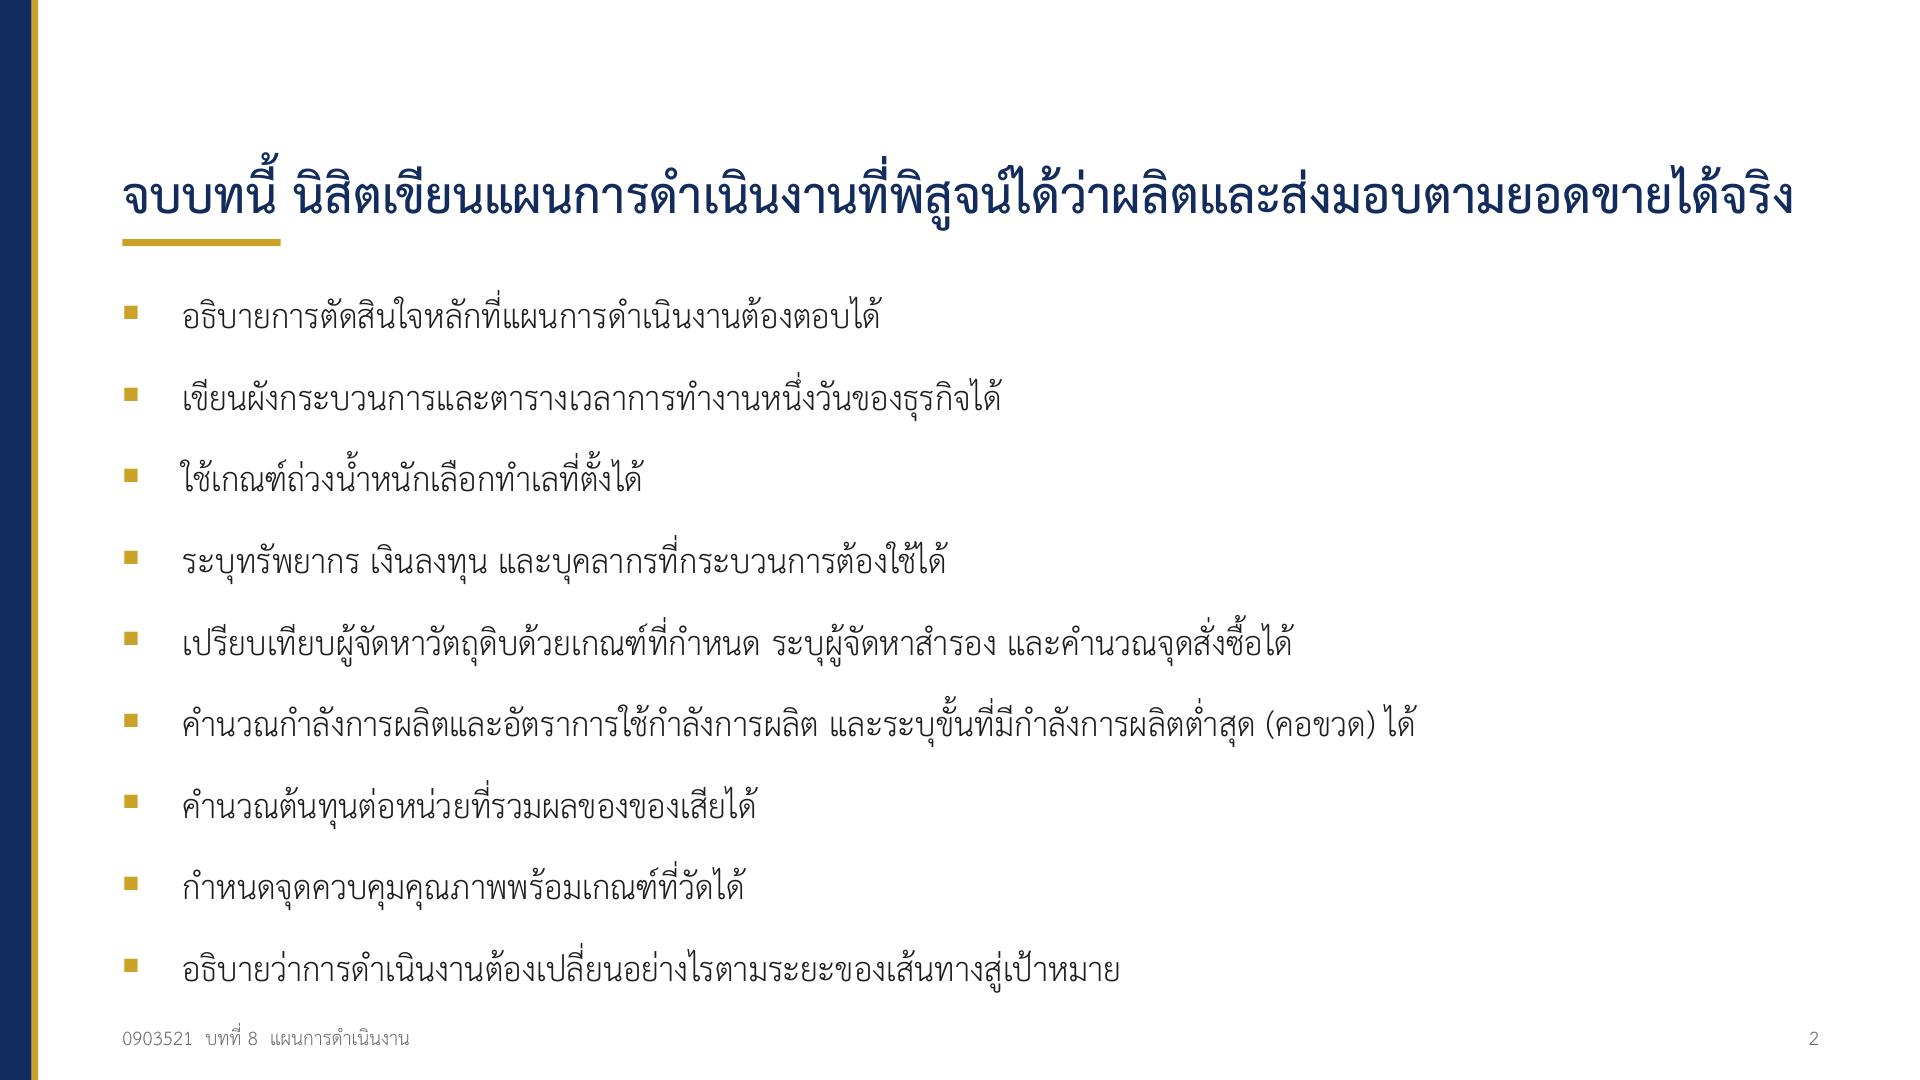 จบบทนี้ นิสิตเขียนแผนการดำเนินงานที่พิสูจน์ได้ว่าผลิตและส่งมอบตามยอดขายได้จริง
▪ อธิบายการตัดสินใจหลักที่แผนการดำเนินงานต้องตอบได้
▪ เขียนผังกระบวนการและตารางเวลาการทำงานหนึ่งวันของธุรกิจได้
▪ ใช้เกณฑ์ถ่วงน้ำหนักเลือกทำเลที่ตั้งได้
▪ ระบุทรัพยากร เงินลงทุน และบุคลากรที่กระบวนการต้องใช้ได้
▪ เปรียบเทียบผู้จัดหาวัตถุดิบด้วยเกณฑ์ที่กำหนด ระบุผู้จัดหาสำรอง และคำนวณจุดสั่งซื้อได้
▪ คำนวณกำลังการผลิตและอัตราการใช้กำลังการผลิต และระบุขั้นที่มีกำลังการผลิตต่ำสุด (คอขวด) ได้
▪ คำนวณต้นทุนต่อหน่วยที่รวมผลของของเสียได้
▪ กำหนดจุดควบคุมคุณภาพพร้อมเกณฑ์ที่วัดได้
▪ อธิบายว่าการดำเนินงานต้องเปลี่ยนอย่างไรตามระยะของเส้นทางสู่เป้าหมาย
0903521 บทที่ 8 แผนการดำเนินงาน
2